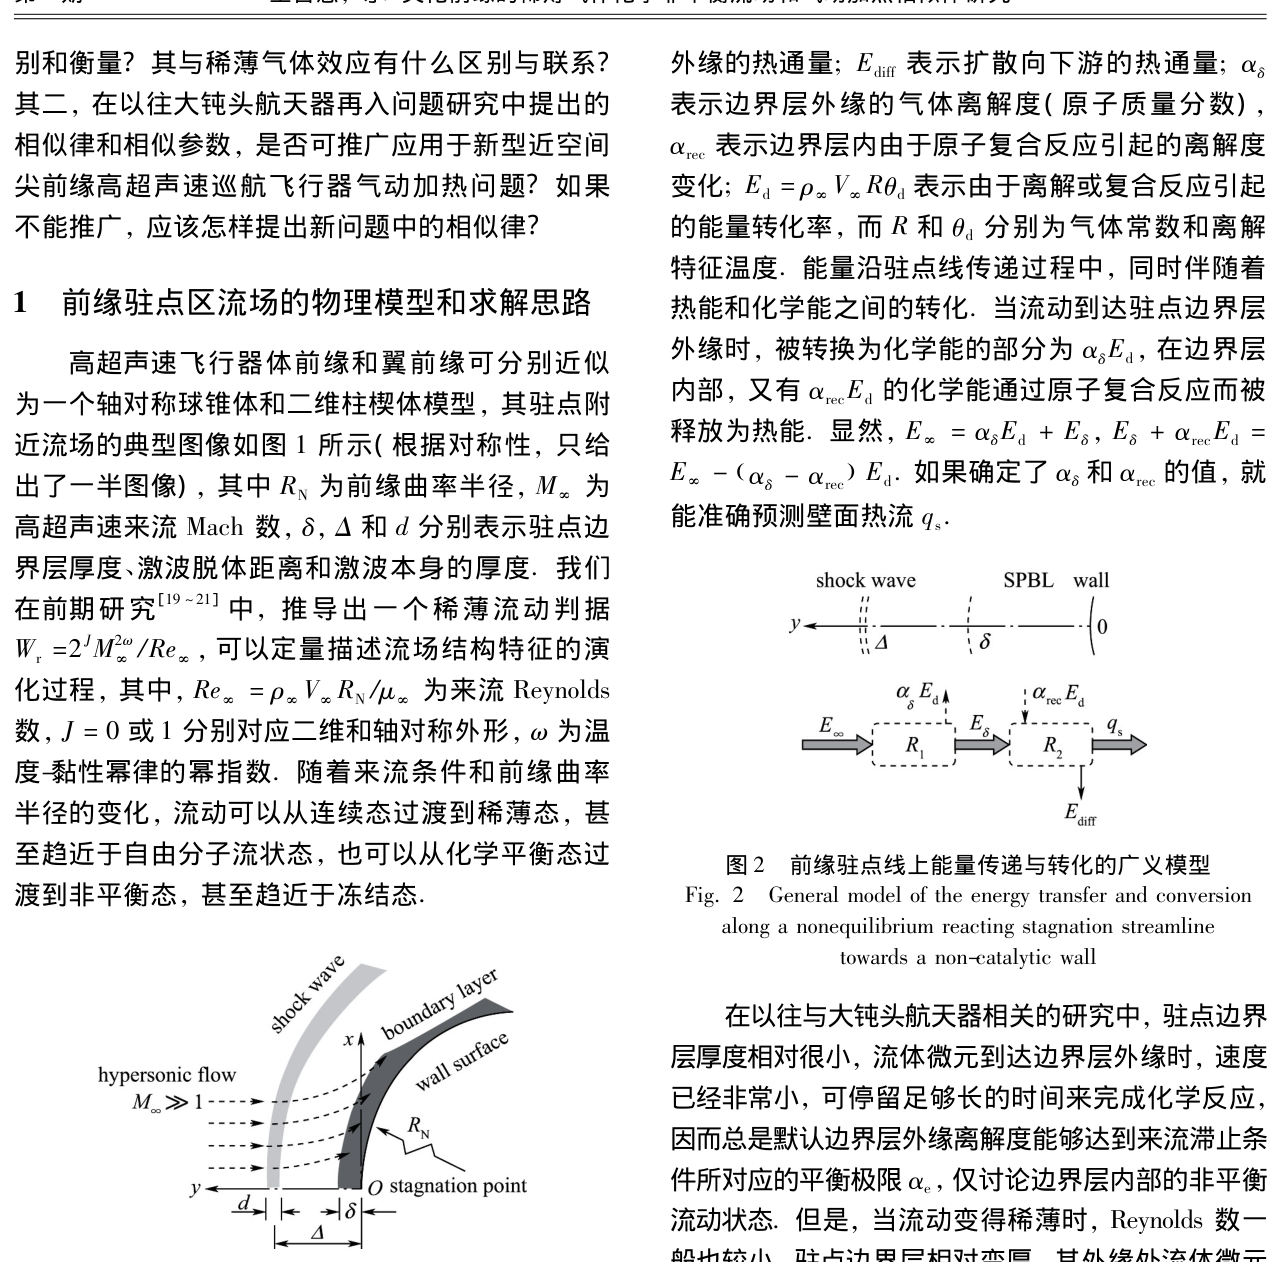 别和衡量? 其与稀薄气体效应有什么区别与联系?
其二, 在以往大钝头航天器再入问题研究中提出的
相似律和相似参数, 是否可推广应用于新型近空间
尖前缘高超声速巡航飞行器气动加热问题? 如果
不能推广, 应该怎样提出新问题中的相似律?
1 前缘驻点区流场的物理模型和求解思路
高超声速飞行器体前缘和翼前缘可分别近似
为一个轴对称球锥体和二维柱楔体模型, 其驻点附
近流场的典型图像如图 1 所示( 根据对称性, 只给
出了一半图像) , 其中 R_N 为前缘曲率半径, M_∞ 为
高超声速来流 Mach 数, δ, Δ 和 d 分别表示驻点边
界层厚度、激波脱体距离和激波本身的厚度. 我们
在前期研究^[19~21] 中, 推导出一个稀薄流动判据
W_r = 2^J M_∞^{2ω}/Re_∞ , 可以定量描述流场结构特征的演
化过程, 其中, Re_∞ = ρ_∞ V_∞ R_N /μ_∞ 为来流 Reynolds
数, J = 0 或 1 分别对应二维和轴对称外形, ω 为温
度-黏性幂律的幂指数. 随着来流条件和前缘曲率
半径的变化, 流动可以从连续态过渡到稀薄态, 甚
至趋近于自由分子流状态, 也可以从化学平衡态过
渡到非平衡态, 甚至趋近于冻结态.
shock wave
boundary layer
wall surface
x
hypersonic flow
M_∞ ≫ 1
R_N
y
O stagnation point
d
δ
Δ
外缘的热通量; E_diff 表示扩散向下游的热通量; α_δ
表示边界层外缘的气体离解度( 原子质量分数) ,
α_rec 表示边界层内由于原子复合反应引起的离解度
变化; E_d = ρ_∞ V_∞ Rθ_d 表示由于离解或复合反应引起
的能量转化率, 而 R 和 θ_d 分别为气体常数和离解
特征温度. 能量沿驻点线传递过程中, 同时伴随着
热能和化学能之间的转化. 当流动到达驻点边界层
外缘时, 被转换为化学能的部分为 α_δ E_d , 在边界层
内部, 又有 α_rec E_d 的化学能通过原子复合反应而被
释放为热能. 显然, E_∞ = α_δ E_d + E_δ , E_δ + α_rec E_d =
E_∞ - ( α_δ - α_rec ) E_d . 如果确定了 α_δ 和 α_rec 的值, 就
能准确预测壁面热流 q_s .
shock wave SPBL wall
y Δ δ 0
α_δ E_d α_rec E_d
E_∞ R_1 E_δ R_2 q_s
E_diff
图 2 前缘驻点线上能量传递与转化的广义模型
Fig. 2 General model of the energy transfer and conversion
along a nonequilibrium reacting stagnation streamline
towards a non-catalytic wall
在以往与大钝头航天器相关的研究中, 驻点边界
层厚度相对很小, 流体微元到达边界层外缘时, 速度
已经非常小, 可停留足够长的时间来完成化学反应,
因而总是默认边界层外缘离解度能够达到来流滞止条
件所对应的平衡极限 α_e , 仅讨论边界层内部的非平衡
流动状态. 但是, 当流动变得稀薄时, Reynolds 数一